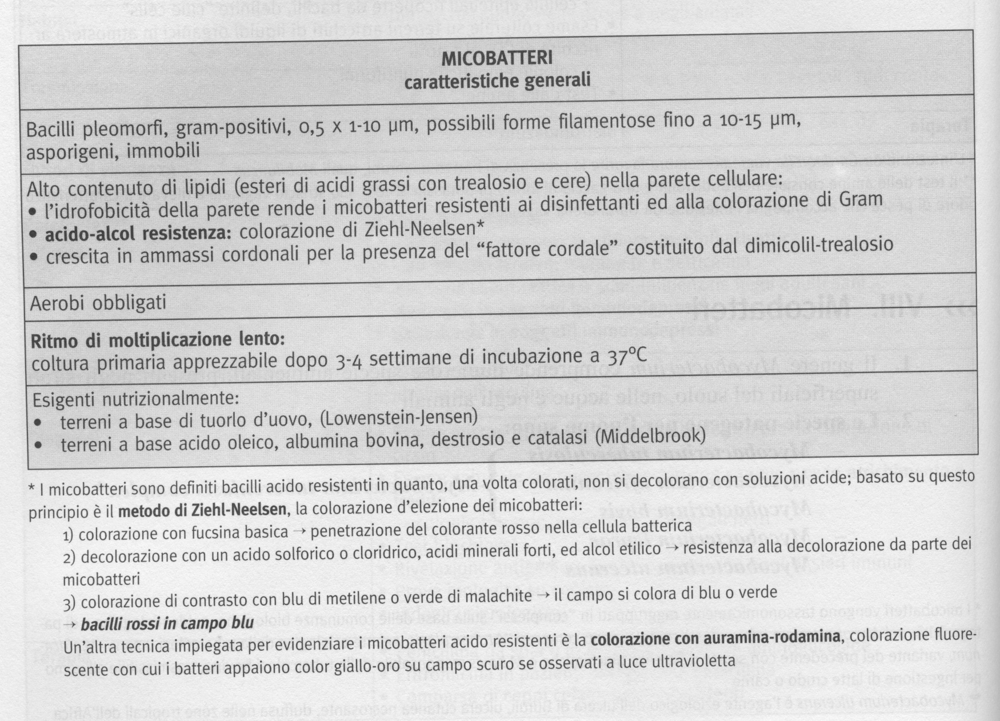 MICOBATTERI
caratteristiche generali
Bacilli pleomorfi, gram-positivi, 0,5 x 1-10 µm, possibili forme filamentose fino a 10-15 µm,
asporigeni, immobili
Alto contenuto di lipidi (esteri di acidi grassi con trealosio e cere) nella parete cellulare:
• l'idrofobicità della parete rende i micobatteri resistenti ai disinfettanti ed alla colorazione di Gram
• acido-alcol resistenza: colorazione di Ziehl-Neelsen*
• crescita in ammassi cordonali per la presenza del “fattore cordale” costituito dal dimicolil-trealosio
Aerobi obbligati
Ritmo di moltiplicazione lento:
coltura primaria apprezzabile dopo 3-4 settimane di incubazione a 37°C
Esigenti nutrizionalmente:
• terreni a base di tuorlo d'uovo, (Lowenstein-Jensen)
• terreni a base acido oleico, albumina bovina, destrosio e catalasi (Middelbrook)
* I micobatteri sono definiti bacilli acido resistenti in quanto, una volta colorati, non si decolorano con soluzioni acide; basato su questo
principio è il metodo di Ziehl-Neelsen, la colorazione d'elezione dei micobatteri:
1) colorazione con fucsina basica → penetrazione del colorante rosso nella cellula batterica
2) decolorazione con un acido solforico o cloridrico, acidi minerali forti, ed alcol etilico → resistenza alla decolorazione da parte dei
micobatteri
3) colorazione di contrasto con blu di metilene o verde di malachite → il campo si colora di blu o verde
→ bacilli rossi in campo blu
Un'altra tecnica impiegata per evidenziare i micobatteri acido resistenti è la colorazione con auramina-rodamina, colorazione fluore-
scente con cui i batteri appaiono color giallo-oro su campo scuro se osservati a luce ultravioletta